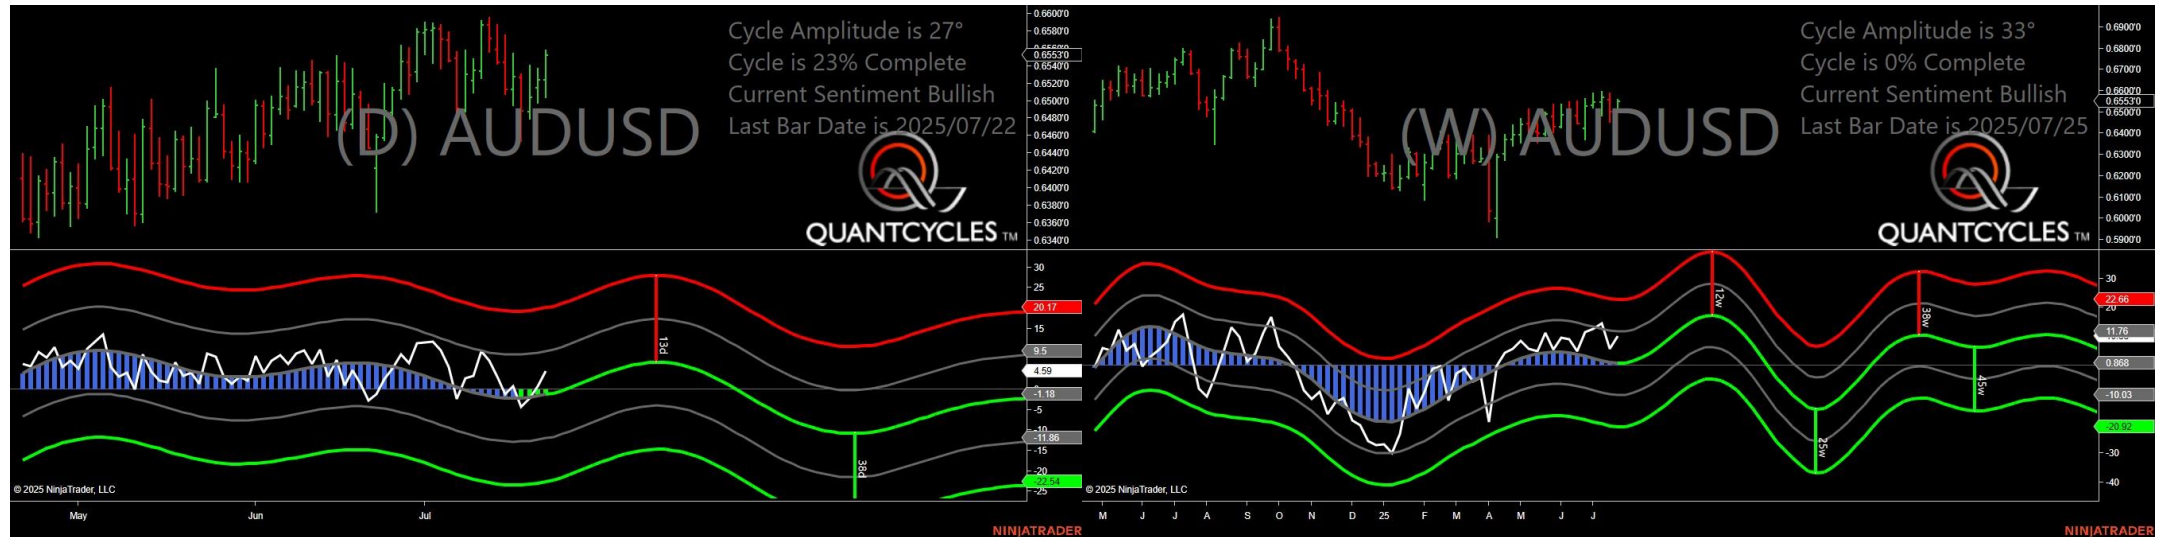 Cycle Amplitude is 27°
Cycle is 23% Complete
Current Sentiment Bullish
Last Bar Date is 2025/07/22
(D) AUDUSD
QUANTCYCLES TM
0.6600'0
0.6580'0
0.6553'0
0.6540'0
0.6520'0
0.6500'0
0.6480'0
0.6460'0
0.6440'0
0.6420'0
0.6400'0
0.6380'0
0.6360'0
0.6340'0
30
25
20.17
15
9.5
4.59
-1.18
-5
-10
-11.86
-15
-20
-22.54
-25
13d
38d
© 2025 NinjaTrader, LLC
May Jun Jul
NINJATRADER
Cycle Amplitude is 33°
Cycle is 0% Complete
Current Sentiment Bullish
Last Bar Date is 2025/07/25
(W) AUDUSD
QUANTCYCLES TM
0.6900'0
0.6800'0
0.6700'0
0.6600'0
0.6553'0
0.6500'0
0.6400'0
0.6300'0
0.6200'0
0.6100'0
0.6000'0
0.5900'0
30
22.66
11.76
0.868
-10.03
-20.92
-30
-40
12w
25w
38w
45w
© 2025 NinjaTrader, LLC
M J J A S O N D 25 F M A M J J
NINJATRADER